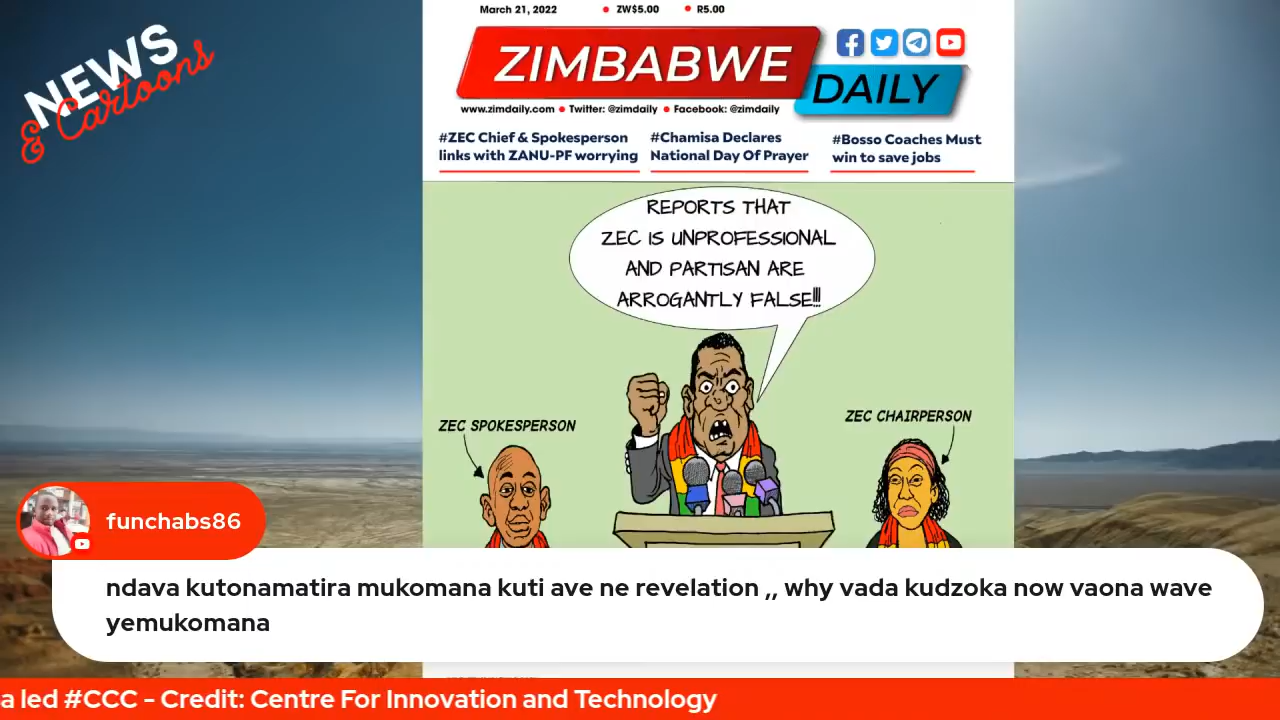 March 21, 2022 ● ZW$5.00 ● R5.00
NEWS
& Cartoons
ZIMBABWE
DAILY
www.zimdaily.com ● Twitter: @zimdaily ● Facebook: @zimdaily
#ZEC Chief & Spokesperson
links with ZANU-PF worrying
#Chamisa Declares
National Day Of Prayer
#Bosso Coaches Must
win to save jobs
REPORTS THAT
ZEC IS UNPROFESSIONAL
AND PARTISAN ARE
ARROGANTLY FALSE!!!
ZEC SPOKESPERSON
ZEC CHAIRPERSON
funchabs86
ndava kutonamatira mukomana kuti ave ne revelation ,, why vada kudzoka now vaona wave
yemukomana
a led #CCC - Credit: Centre For Innovation and Technology